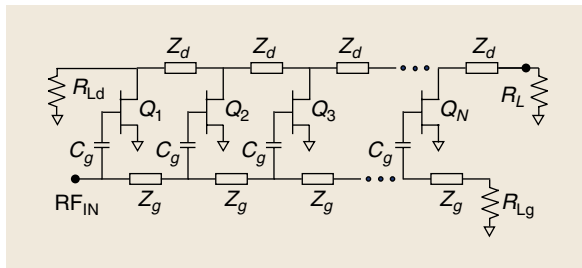 Z_d Z_d Z_d Z_d
R_Ld Q_1 Q_2 Q_3 Q_N R_L
C_g C_g C_g C_g
RF_IN Z_g Z_g Z_g Z_g R_Lg